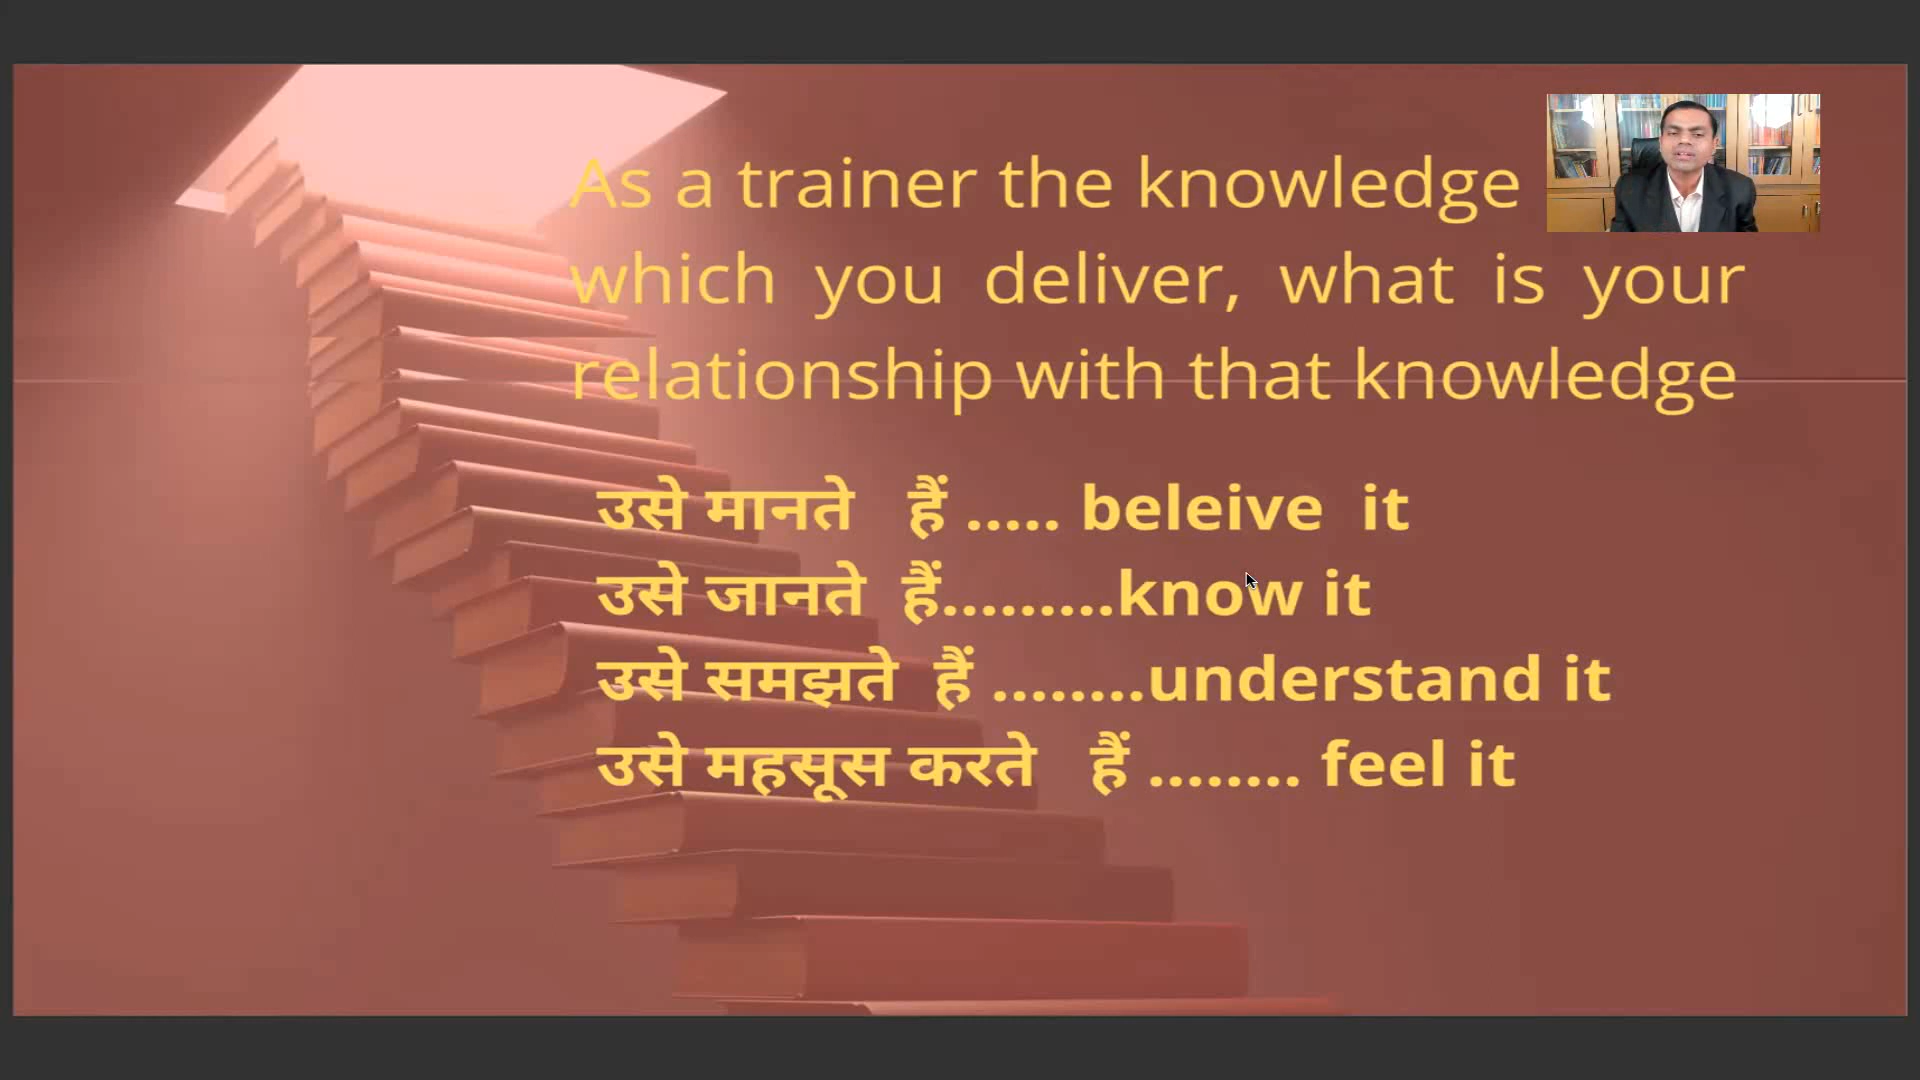 As a trainer the knowledge
which you deliver, what is your
relationship with that knowledge
उसे मानते हैं ..... beleive it
उसे जानते हैं.........know it
उसे समझते हैं ........understand it
उसे महसूस करते हैं ........ feel it